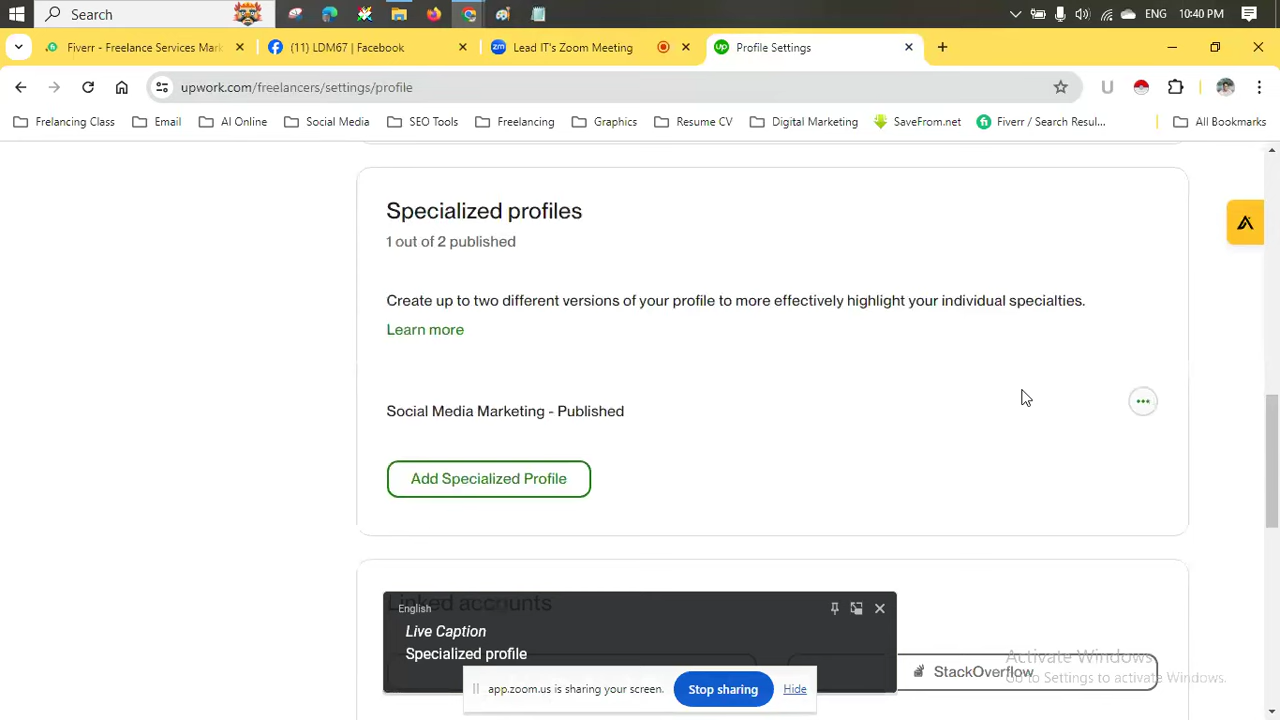 Search
ENG
10:40 PM
Fiverr - Freelance Services Mark
(11) LDM67 | Facebook
Lead IT's Zoom Meeting
Profile Settings
upwork.com/freelancers/settings/profile
Frelancing Class
Email
AI Online
Social Media
SEO Tools
Freelancing
Graphics
Resume CV
Digital Marketing
SaveFrom.net
Fiverr / Search Resul...
All Bookmarks
Specialized profiles
1 out of 2 published
Create up to two different versions of your profile to more effectively highlight your individual specialties.
Learn more
Social Media Marketing - Published
Add Specialized Profile
Linked accounts
English
Live Caption
Specialized profile
StackOverflow
Activate Windows
Go to Settings to activate Windows.
app.zoom.us is sharing your screen.
Stop sharing
Hide